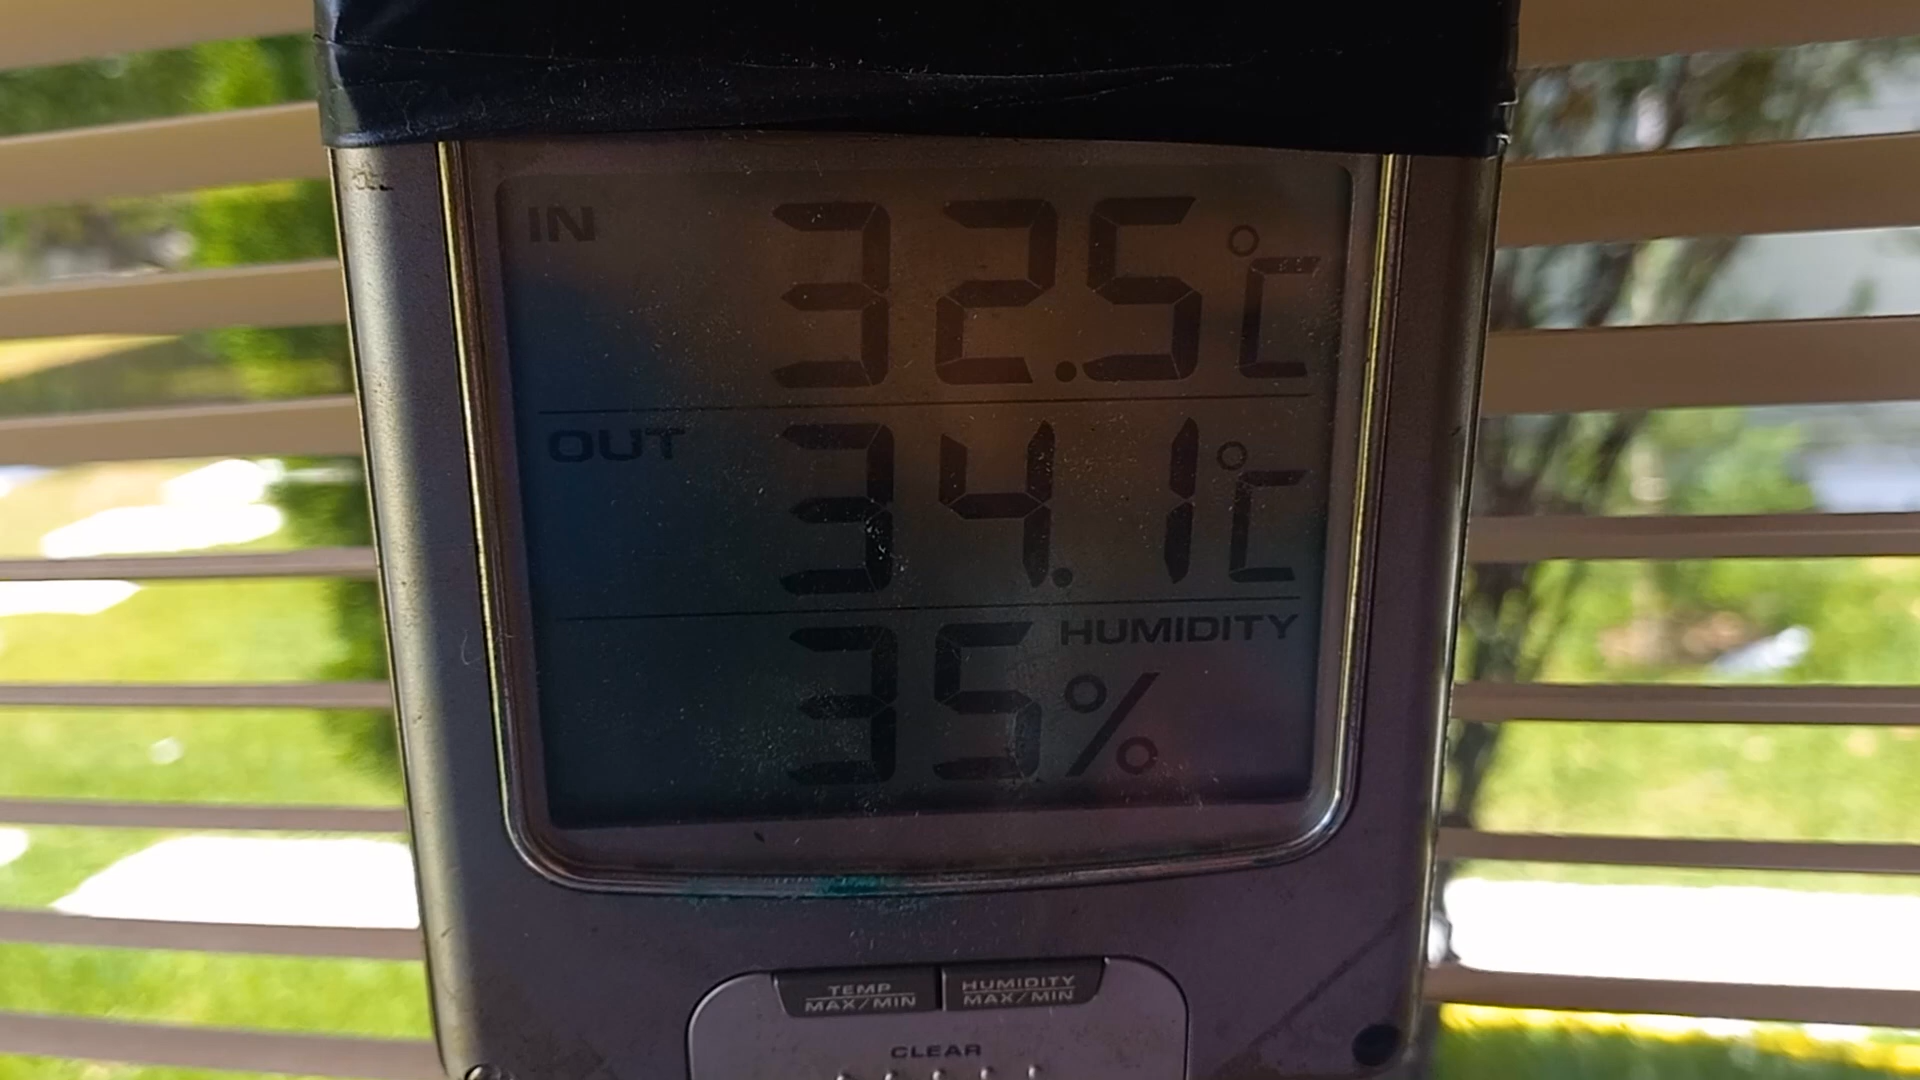 IN 32.5 °C
OUT 34.1 °C
HUMIDITY
35 %
TEMP HUMIDITY
MAX/MIN MAX/MIN
CLEAR